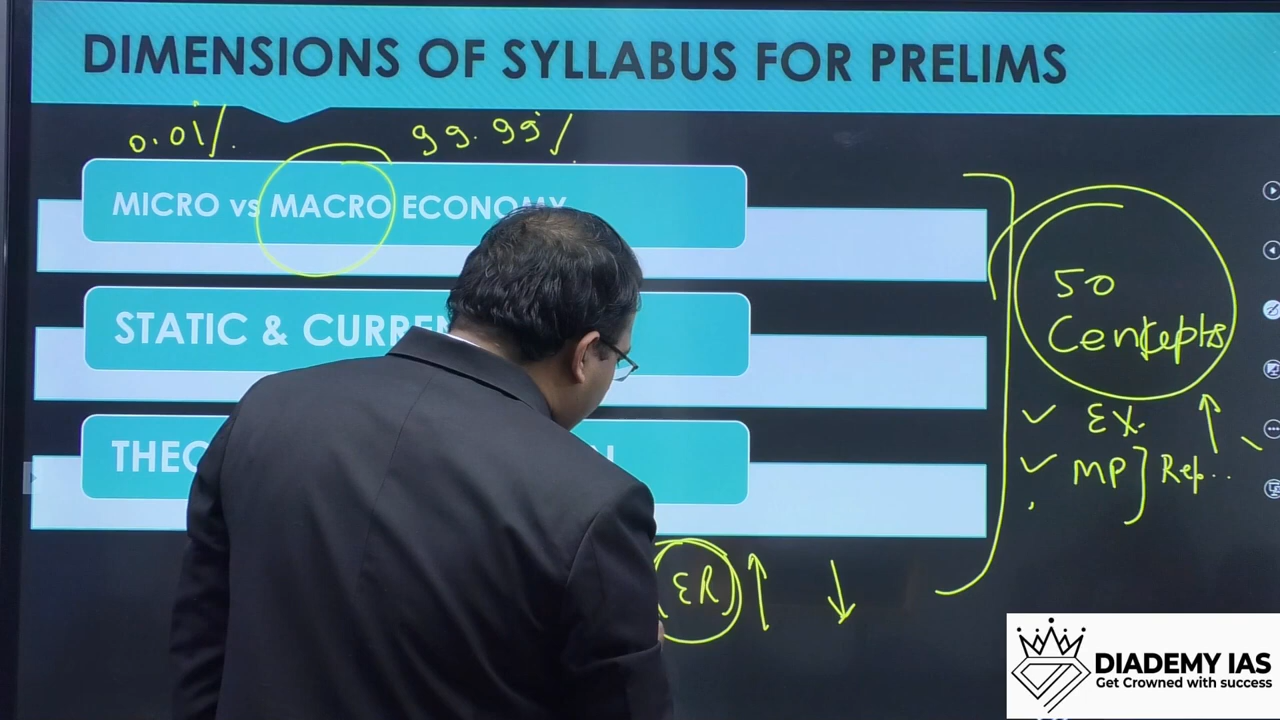 DIMENSIONS OF SYLLABUS FOR PRELIMS
0.01% 99.99%
MICRO vs MACRO ECONOMY
STATIC & CURREN
THEO
50
Concepts
EX.
MP] Rep..
(ER)
DIADEMY IAS
Get Crowned with success